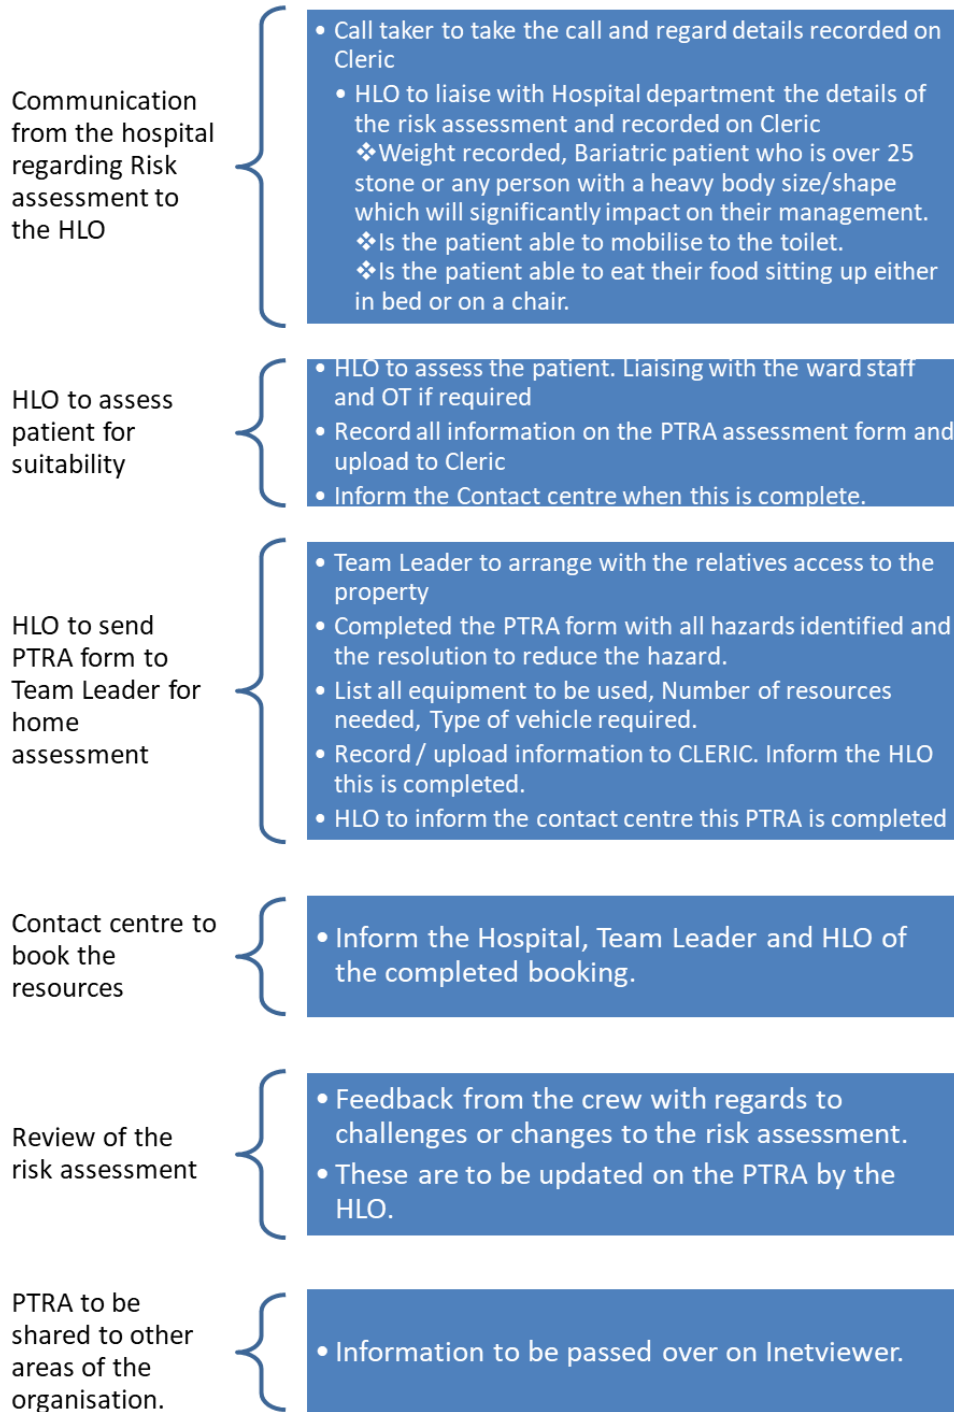 Communication
from the hospital
regarding Risk
assessment to
the HLO
• Call taker to take the call and regard details recorded on
Cleric
• HLO to liaise with Hospital department the details of
the risk assessment and recorded on Cleric
❖Weight recorded, Bariatric patient who is over 25
stone or any person with a heavy body size/shape
which will significantly impact on their management.
❖Is the patient able to mobilise to the toilet.
❖Is the patient able to eat their food sitting up either
in bed or on a chair.
HLO to assess
patient for
suitability
• HLO to assess the patient. Liaising with the ward staff
and OT if required
• Record all information on the PTRA assessment form and
upload to Cleric
• Inform the Contact centre when this is complete.
HLO to send
PTRA form to
Team Leader for
home
assessment
• Team Leader to arrange with the relatives access to the
property
• Completed the PTRA form with all hazards identified and
the resolution to reduce the hazard.
• List all equipment to be used, Number of resources
needed, Type of vehicle required.
• Record / upload information to CLERIC. Inform the HLO
this is completed.
• HLO to inform the contact centre this PTRA is completed
Contact centre to
book the
resources
• Inform the Hospital, Team Leader and HLO of
the completed booking.
Review of the
risk assessment
• Feedback from the crew with regards to
challenges or changes to the risk assessment.
• These are to be updated on the PTRA by the
HLO.
PTRA to be
shared to other
areas of the
organisation.
• Information to be passed over on Inetviewer.